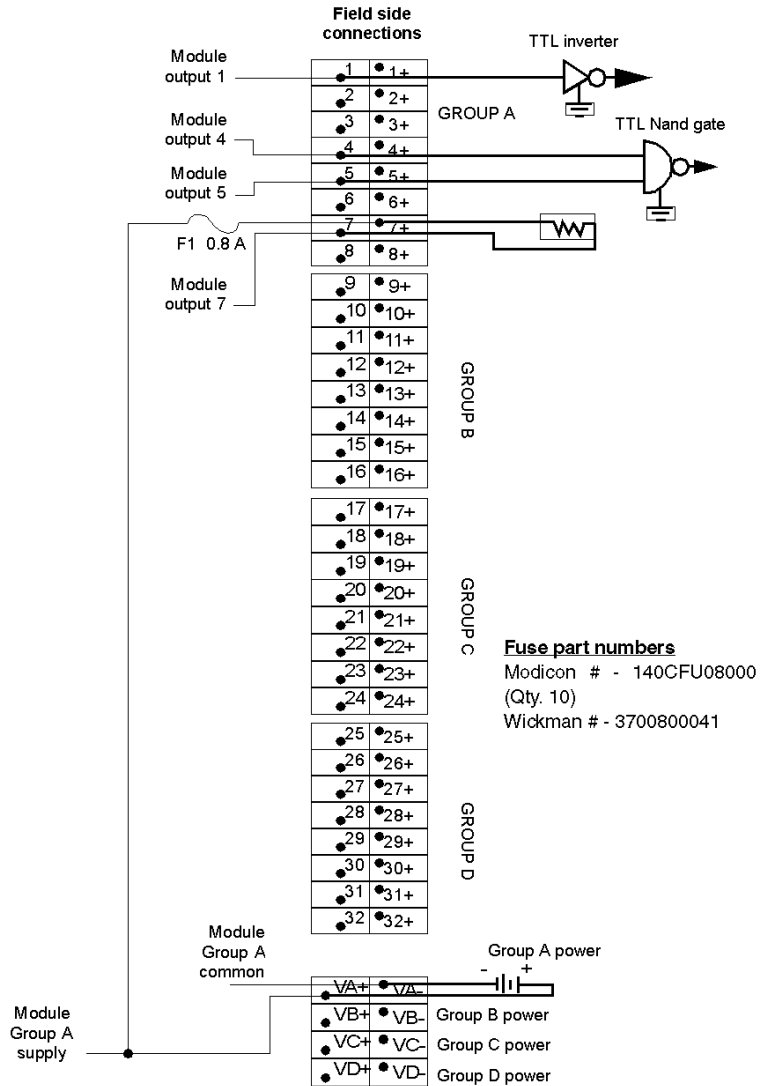 Field side
connections
TTL inverter
Module
output 1
1 1+
2 2+
GROUP A
3 3+
TTL Nand gate
Module
output 4
4 4+
Module
output 5
5 5+
6 6+
7 7+
F1 0.8 A
8 8+
Module
output 7
9 9+
10 10+
11 11+
12 12+
13 13+
14 14+
15 15+
16 16+
GROUP B
17 17+
18 18+
19 19+
20 20+
21 21+
22 22+
23 23+
24 24+
GROUP C
Fuse part numbers
Modicon # - 140CFU08000
(Qty. 10)
Wickman # - 3700800041
25 25+
26 26+
27 27+
28 28+
29 29+
30 30+
31 31+
32 32+
GROUP D
Module
Group A
common
Group A power
- +
VA+ VA-
VB+ VB- Group B power
VC+ VC- Group C power
VD+ VD- Group D power
Module
Group A
supply